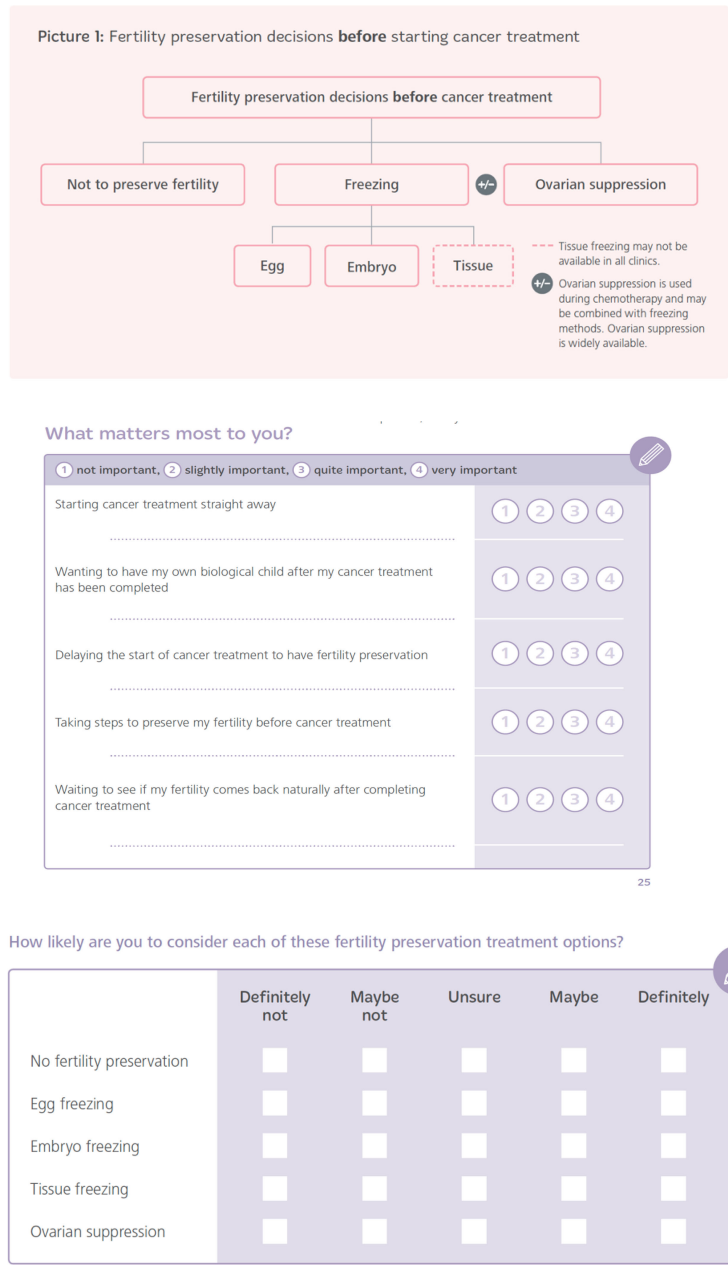 Picture 1: Fertility preservation decisions before starting cancer treatment
Fertility preservation decisions before cancer treatment
Not to preserve fertility
Freezing
+/−
Ovarian suppression
Egg
Embryo
Tissue
Tissue freezing may not be
available in all clinics.
+/−
Ovarian suppression is used
during chemotherapy and may
be combined with freezing
methods. Ovarian suppression
is widely available.
What matters most to you?
1 not important, 2 slightly important, 3 quite important, 4 very important
Starting cancer treatment straight away
1 2 3 4
Wanting to have my own biological child after my cancer treatment
has been completed
1 2 3 4
Delaying the start of cancer treatment to have fertility preservation
1 2 3 4
Taking steps to preserve my fertility before cancer treatment
1 2 3 4
Waiting to see if my fertility comes back naturally after completing
cancer treatment
1 2 3 4
25
How likely are you to consider each of these fertility preservation treatment options?
Definitely not
Maybe not
Unsure
Maybe
Definitely
No fertility preservation
Egg freezing
Embryo freezing
Tissue freezing
Ovarian suppression